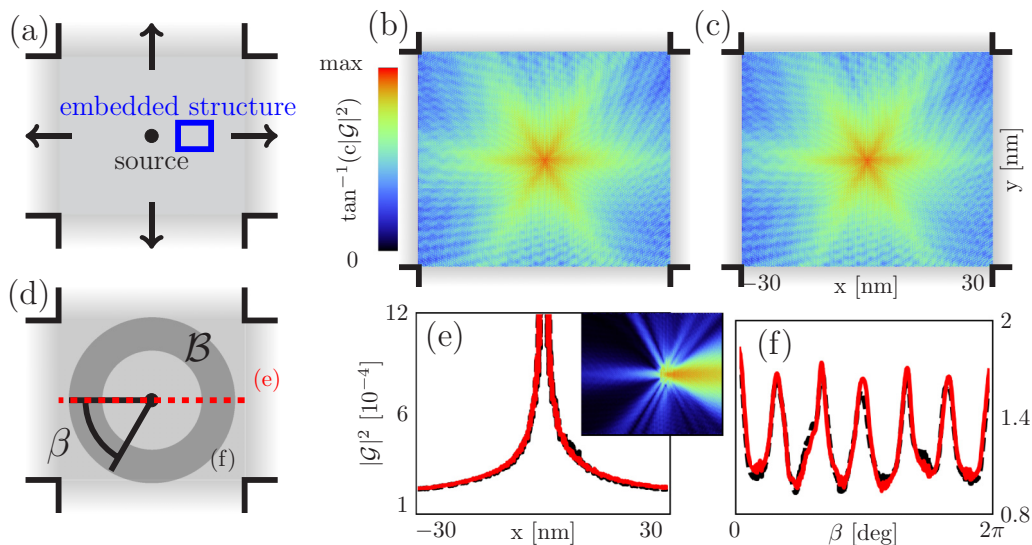 (a)
embedded structure
source
(b)
max
tan⁻¹(c|𝒢|²)
0
(c)
y [nm]
−30
x [nm]
30
(d)
ℬ
(e)
β
(f)
(e)
12
6
1
|𝒢|² [10⁻⁴]
−30
x [nm]
30
(f)
2
1.4
0.8
0
β [deg]
2π